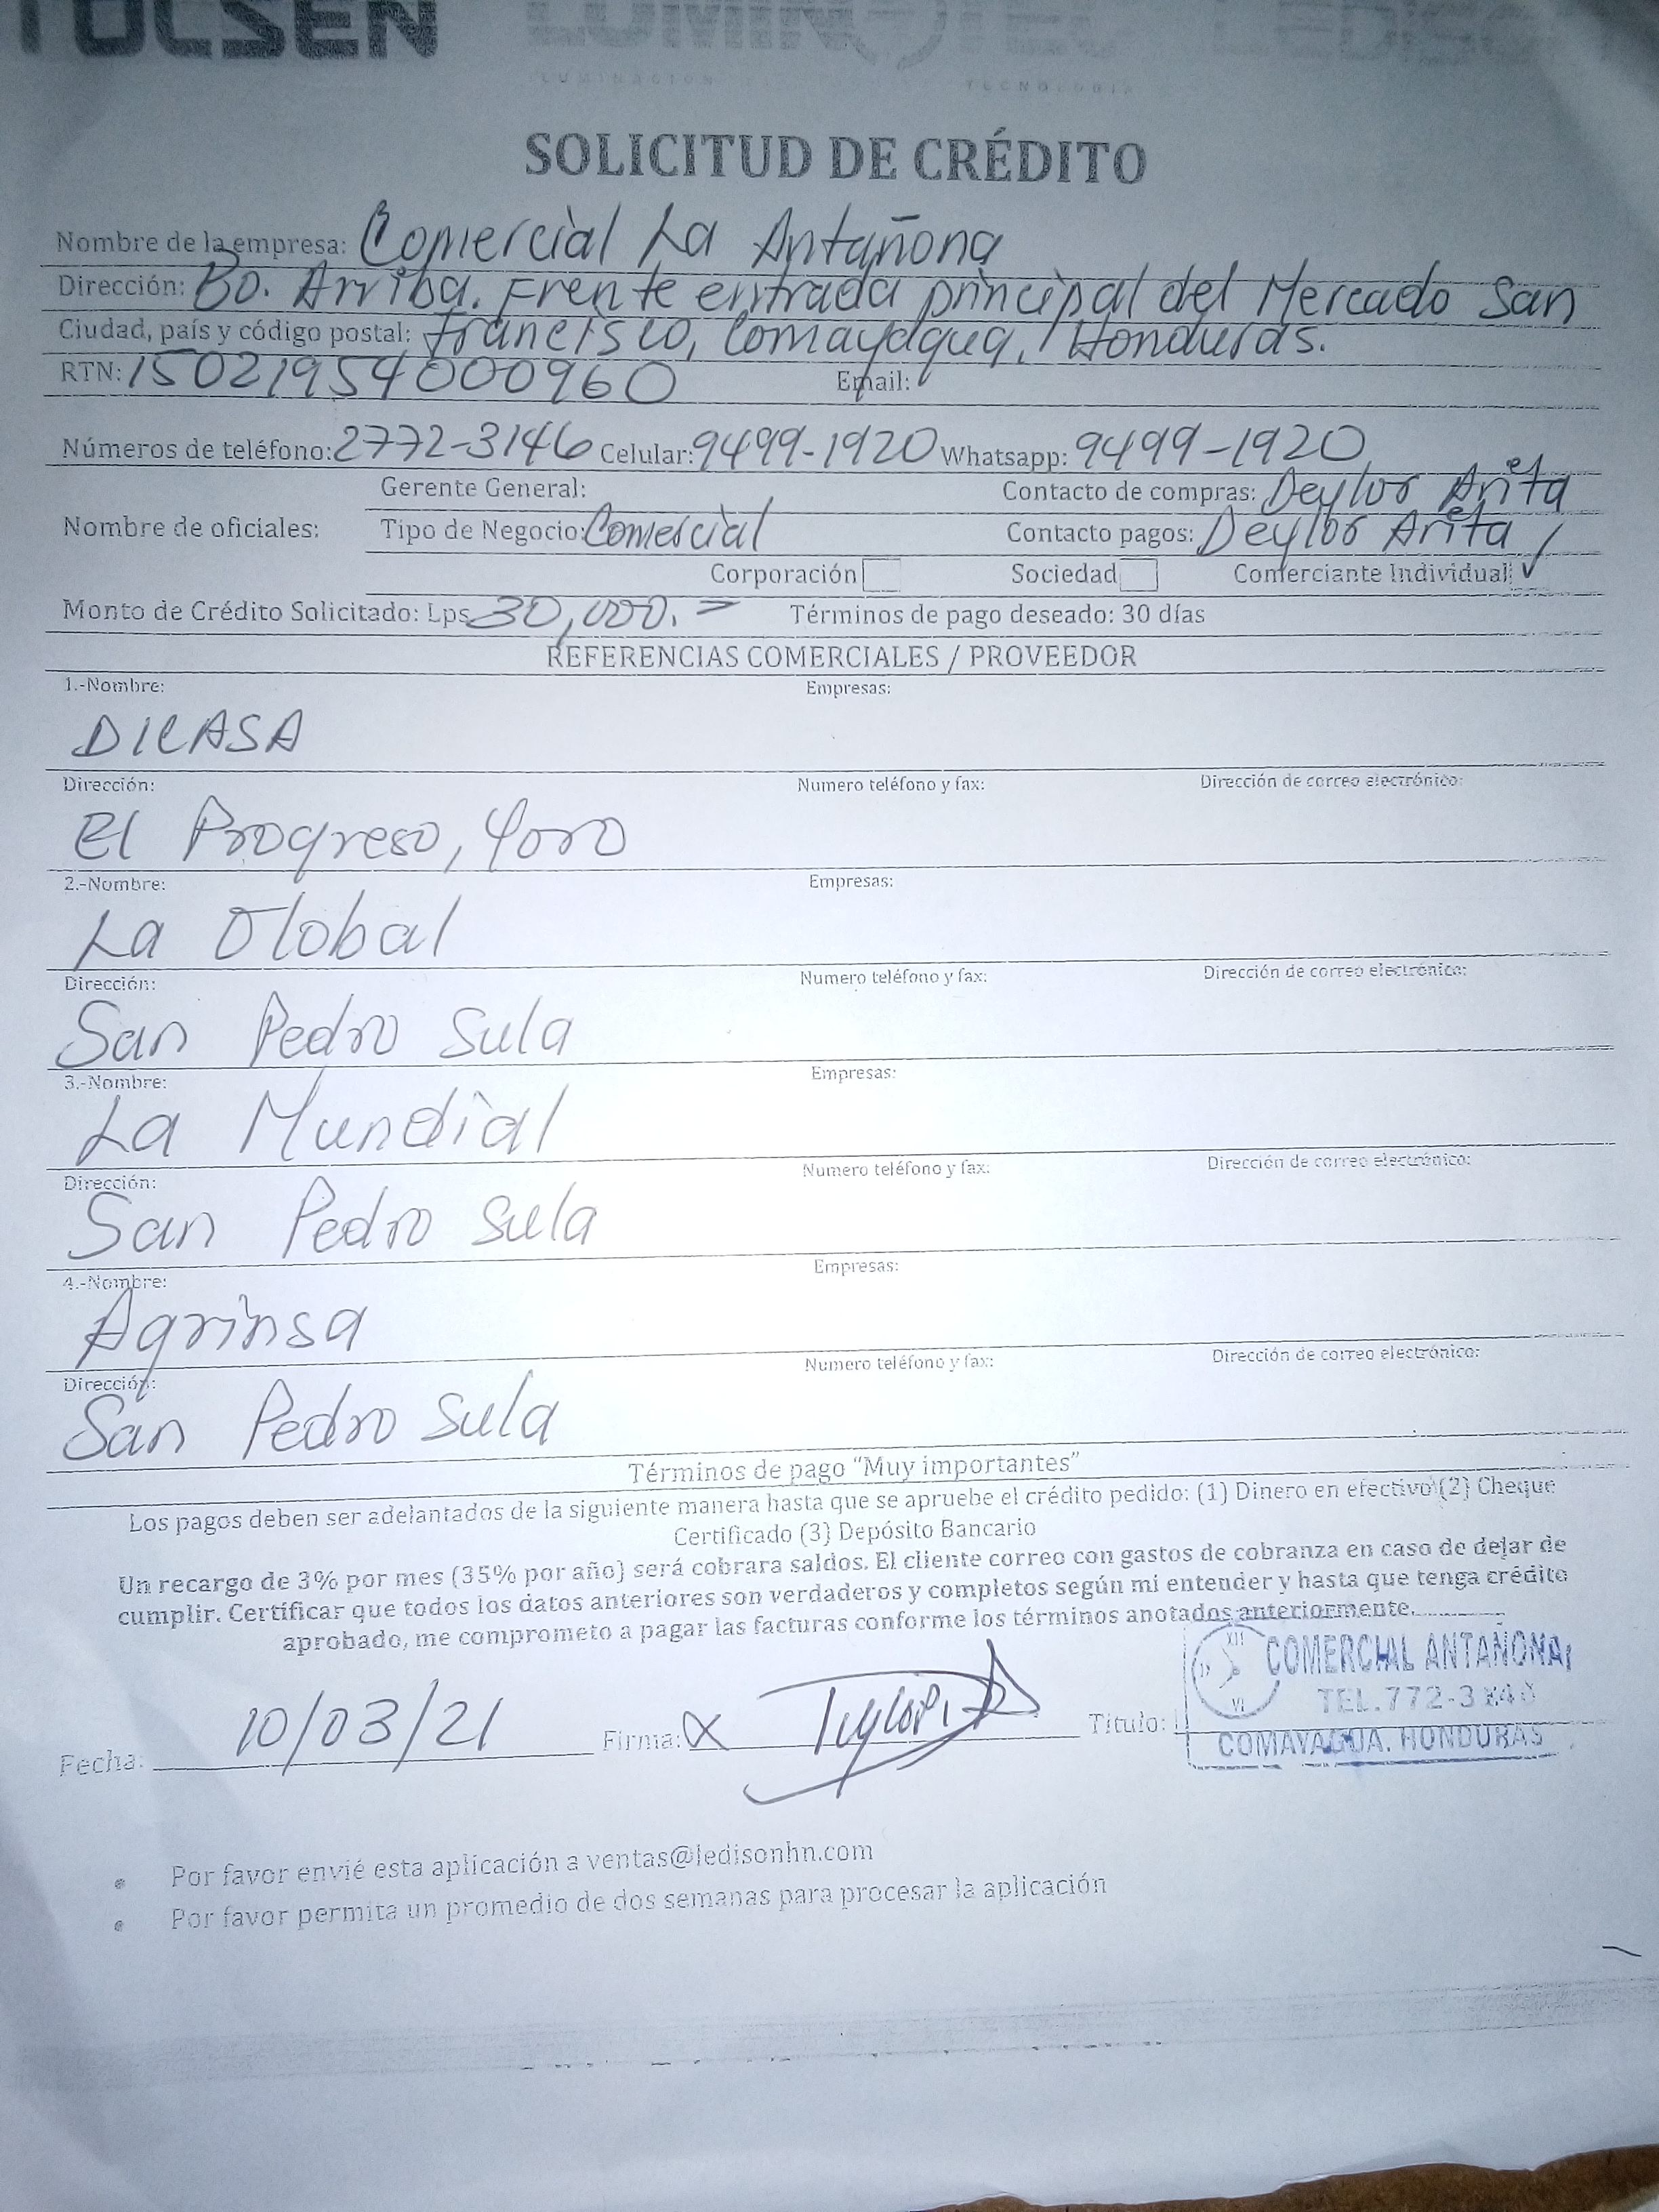 TOLSEN LUMINOTEC LEDISON
ILUMINACION TECNOLOGIA
SOLICITUD DE CRÉDITO
Nombre de la empresa: Comercial La Antañona
Dirección: Bo. Arriba. Frente entrada principal del Mercado San
Ciudad, país y código postal: Francisco, Comayagua, Honduras.
RTN: 15021954000960 Email:
Números de teléfono: 2772-3146 Celular: 9499-1920 Whatsapp: 9499-1920
Gerente General: Contacto de compras: Deylor Arita
Nombre de oficiales: Tipo de Negocio: Comercial Contacto pagos: Deylor Arita
Corporación Sociedad Comerciante Individual: ✓
Monto de Crédito Solicitado: Lps 30,000.= Términos de pago deseado: 30 días
REFERENCIAS COMERCIALES / PROVEEDOR
1.-Nombre: Empresas:
DICASA
Dirección: Numero teléfono y fax: Dirección de correo electrónico:
El Progreso, Yoro
2.-Nombre: Empresas:
La Global
Dirección: Numero teléfono y fax: Dirección de correo electrónico:
San Pedro Sula
3.-Nombre: Empresas:
La Mundial
Dirección: Numero teléfono y fax: Dirección de correo electrónico:
San Pedro Sula
4.-Nombre: Empresas:
Agrinsa
Dirección: Numero teléfono y fax: Dirección de correo electrónico:
San Pedro Sula
Términos de pago "Muy importantes"
Los pagos deben ser adelantados de la siguiente manera hasta que se apruebe el crédito pedido: (1) Dinero en efectivo (2) Cheque
Certificado (3) Depósito Bancario
Un recargo de 3% por mes (35% por año) será cobrara saldos. El cliente correo con gastos de cobranza en caso de dejar de
cumplir. Certificar que todos los datos anteriores son verdaderos y completos según mi entender y hasta que tenga crédito
aprobado, me comprometo a pagar las facturas conforme los términos anotados anteriormente.
COMERCIAL ANTAÑONA
TEL. 772-3146
COMAYAGUA, HONDURAS
Fecha: 10/03/21 Firma: X Titulo:
Por favor envié esta aplicación a ventas@ledisonhn.com
Por favor permita un promedio de dos semanas para procesar la aplicación